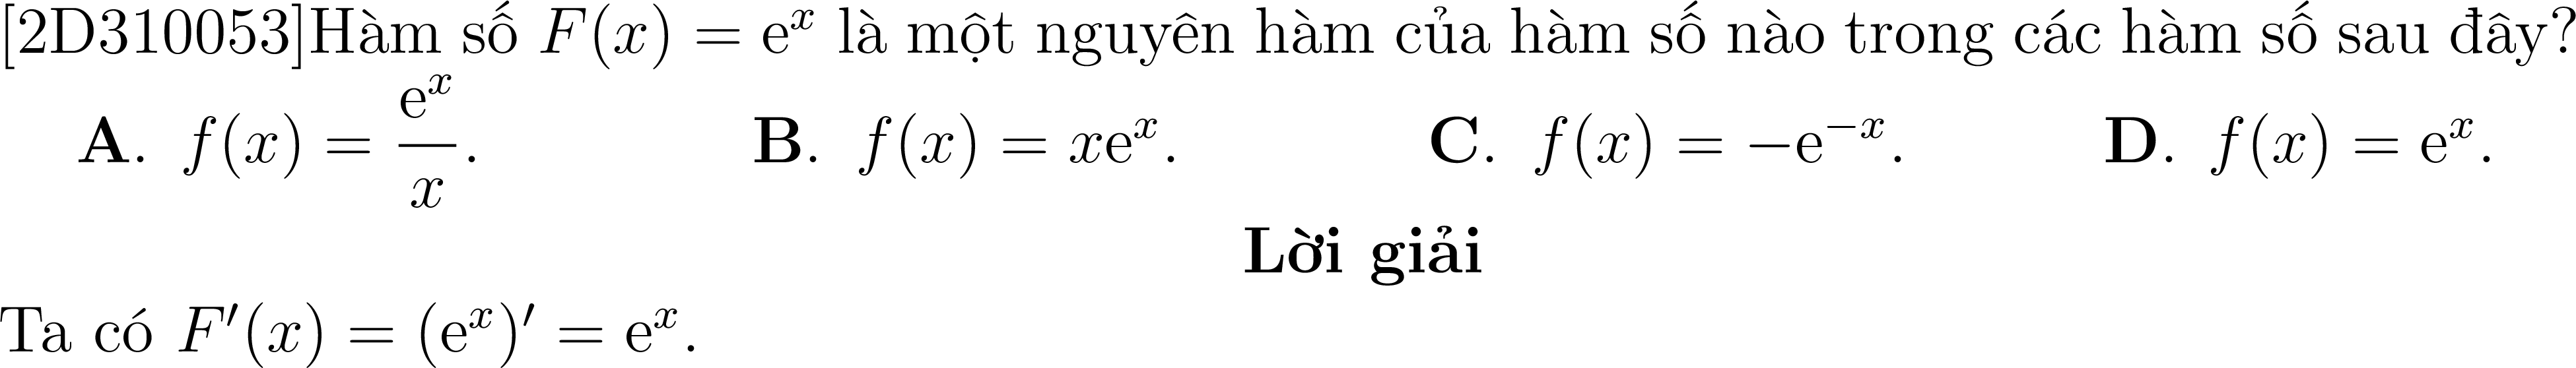 [2D310053]Hàm số $F(x) = \mathrm{e}^x$ là một nguyên hàm của hàm số nào trong các hàm số sau đây?
A. $f(x) = \dfrac{\mathrm{e}^x}{x}$. B. $f(x) = x\mathrm{e}^x$. C. $f(x) = -\mathrm{e}^{-x}$. D. $f(x) = \mathrm{e}^x$.
Lời giải
Ta có $F'(x) = (\mathrm{e}^x)' = \mathrm{e}^x$.